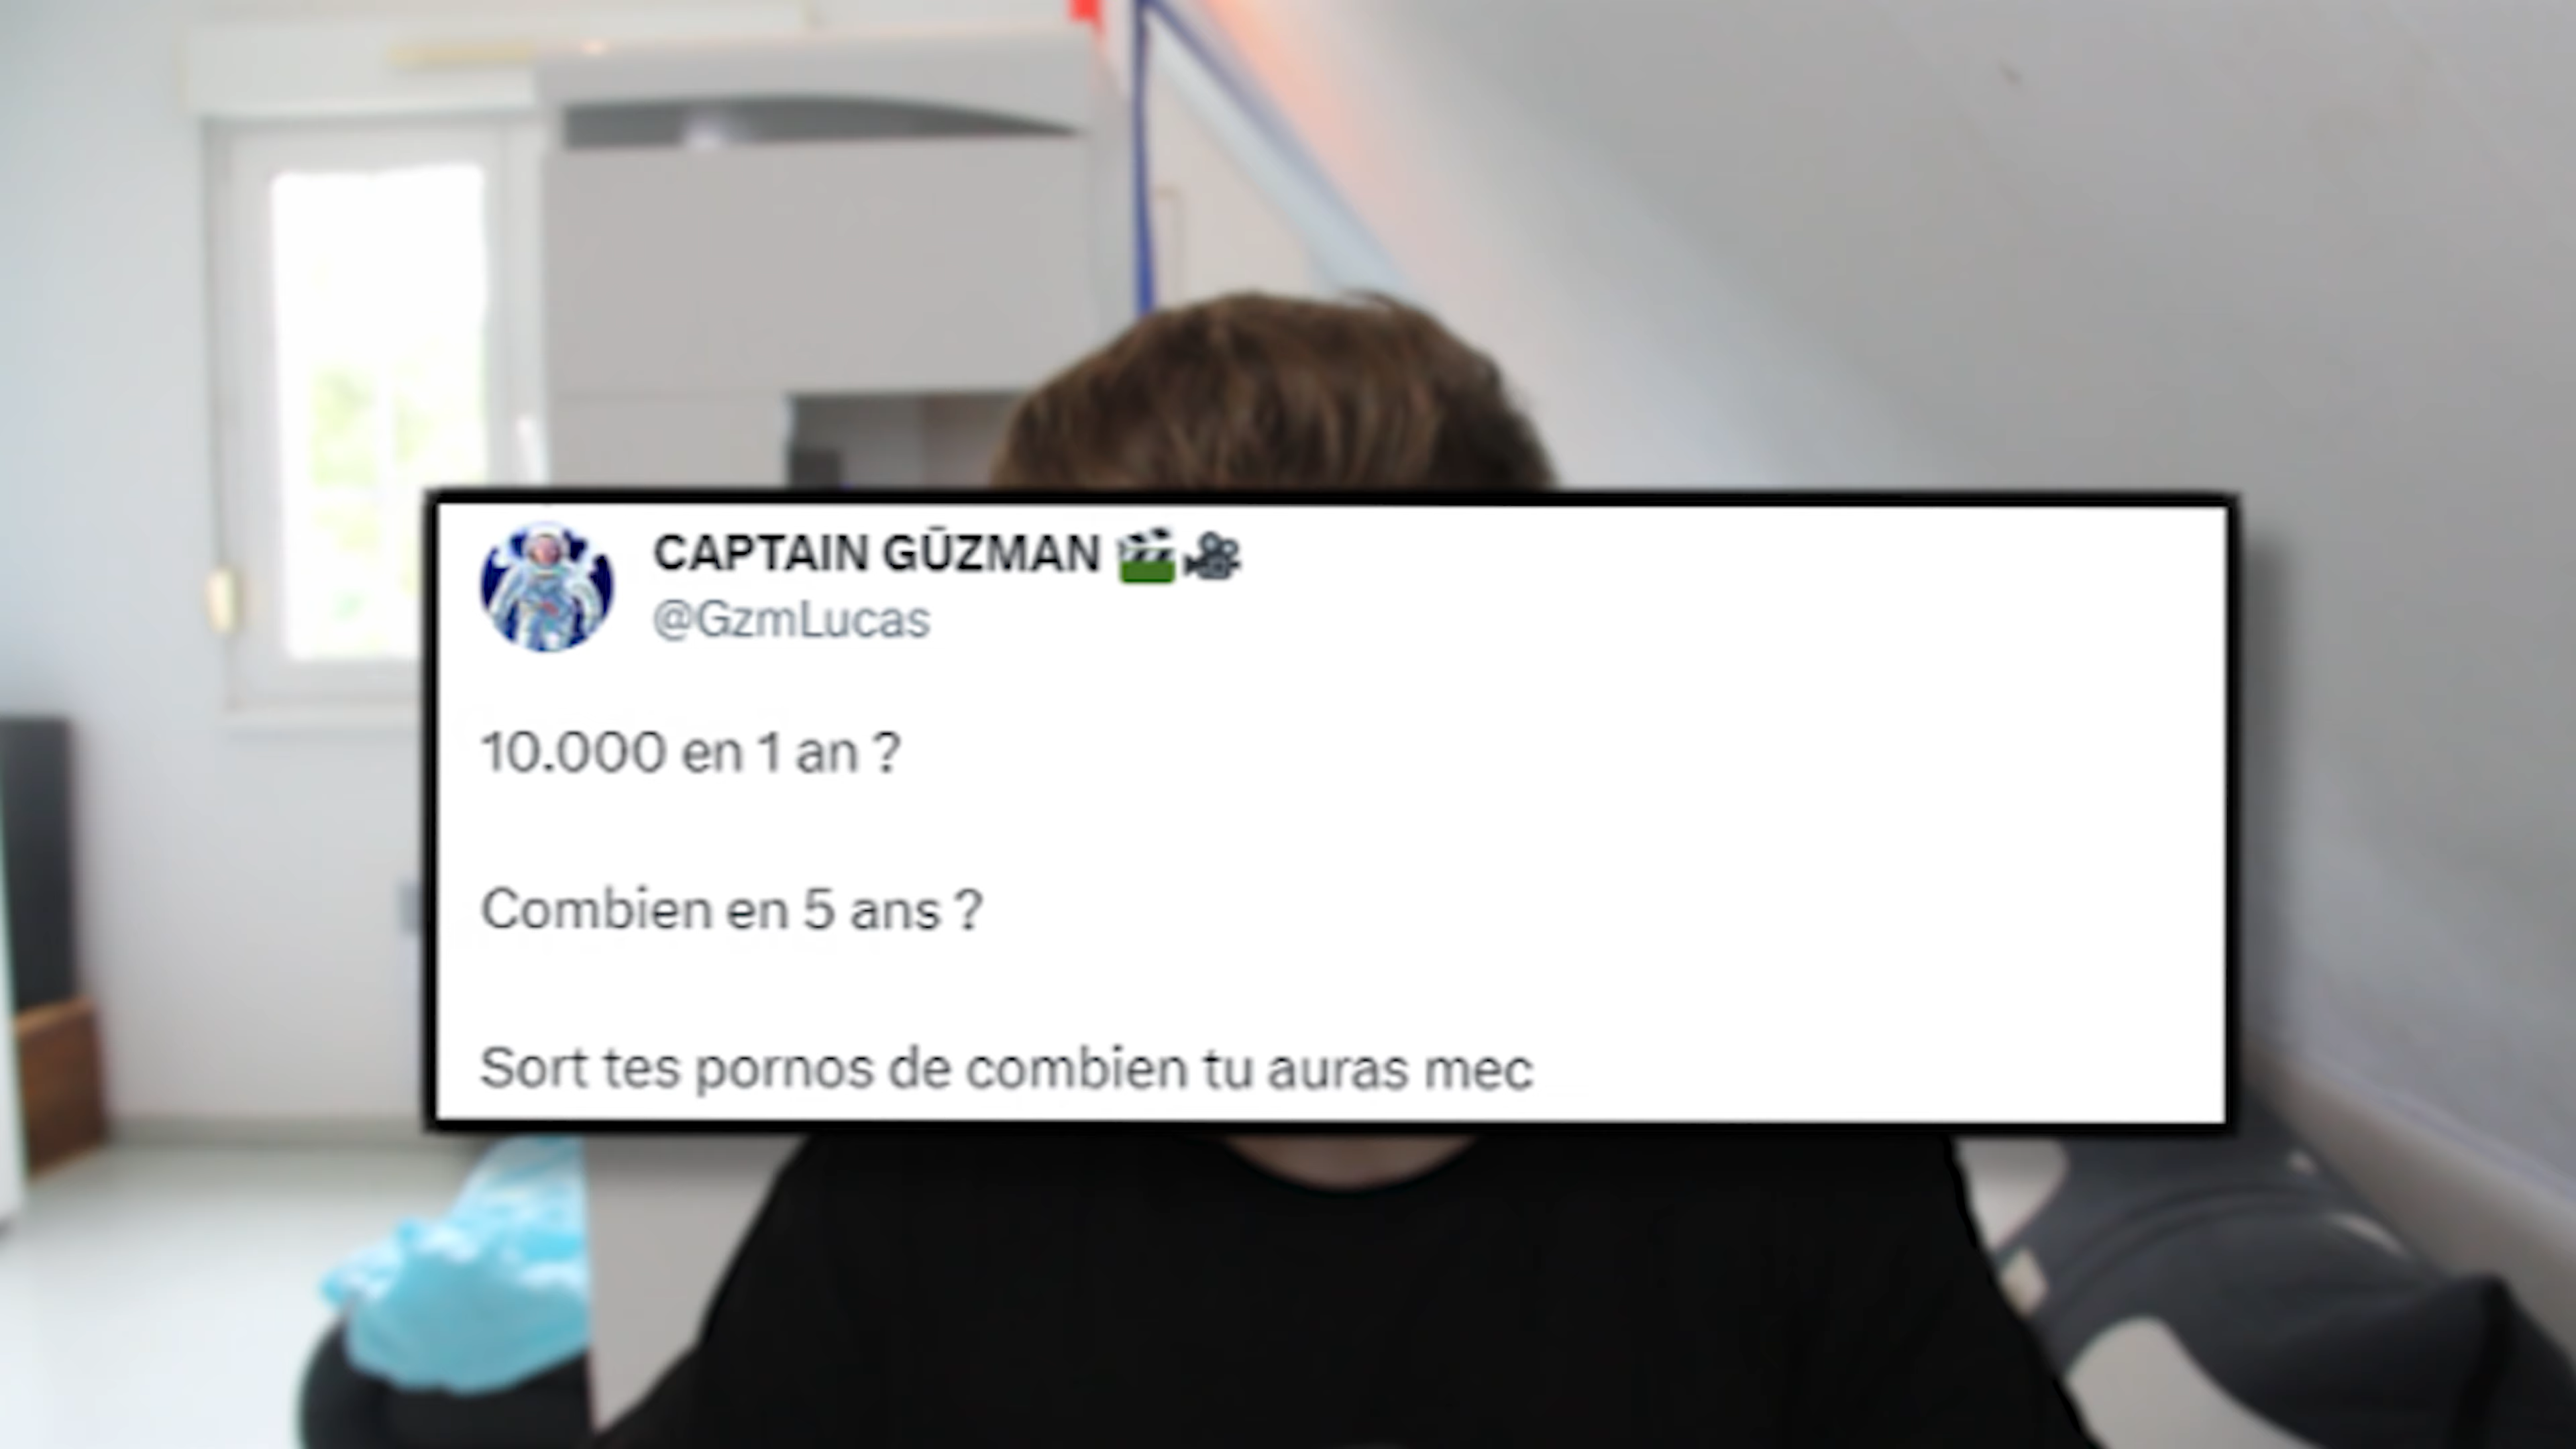 CAPTAIN GŪZMAN 🎬🎥
@GzmLucas
10.000 en 1 an ?
Combien en 5 ans ?
Sort tes pornos de combien tu auras mec